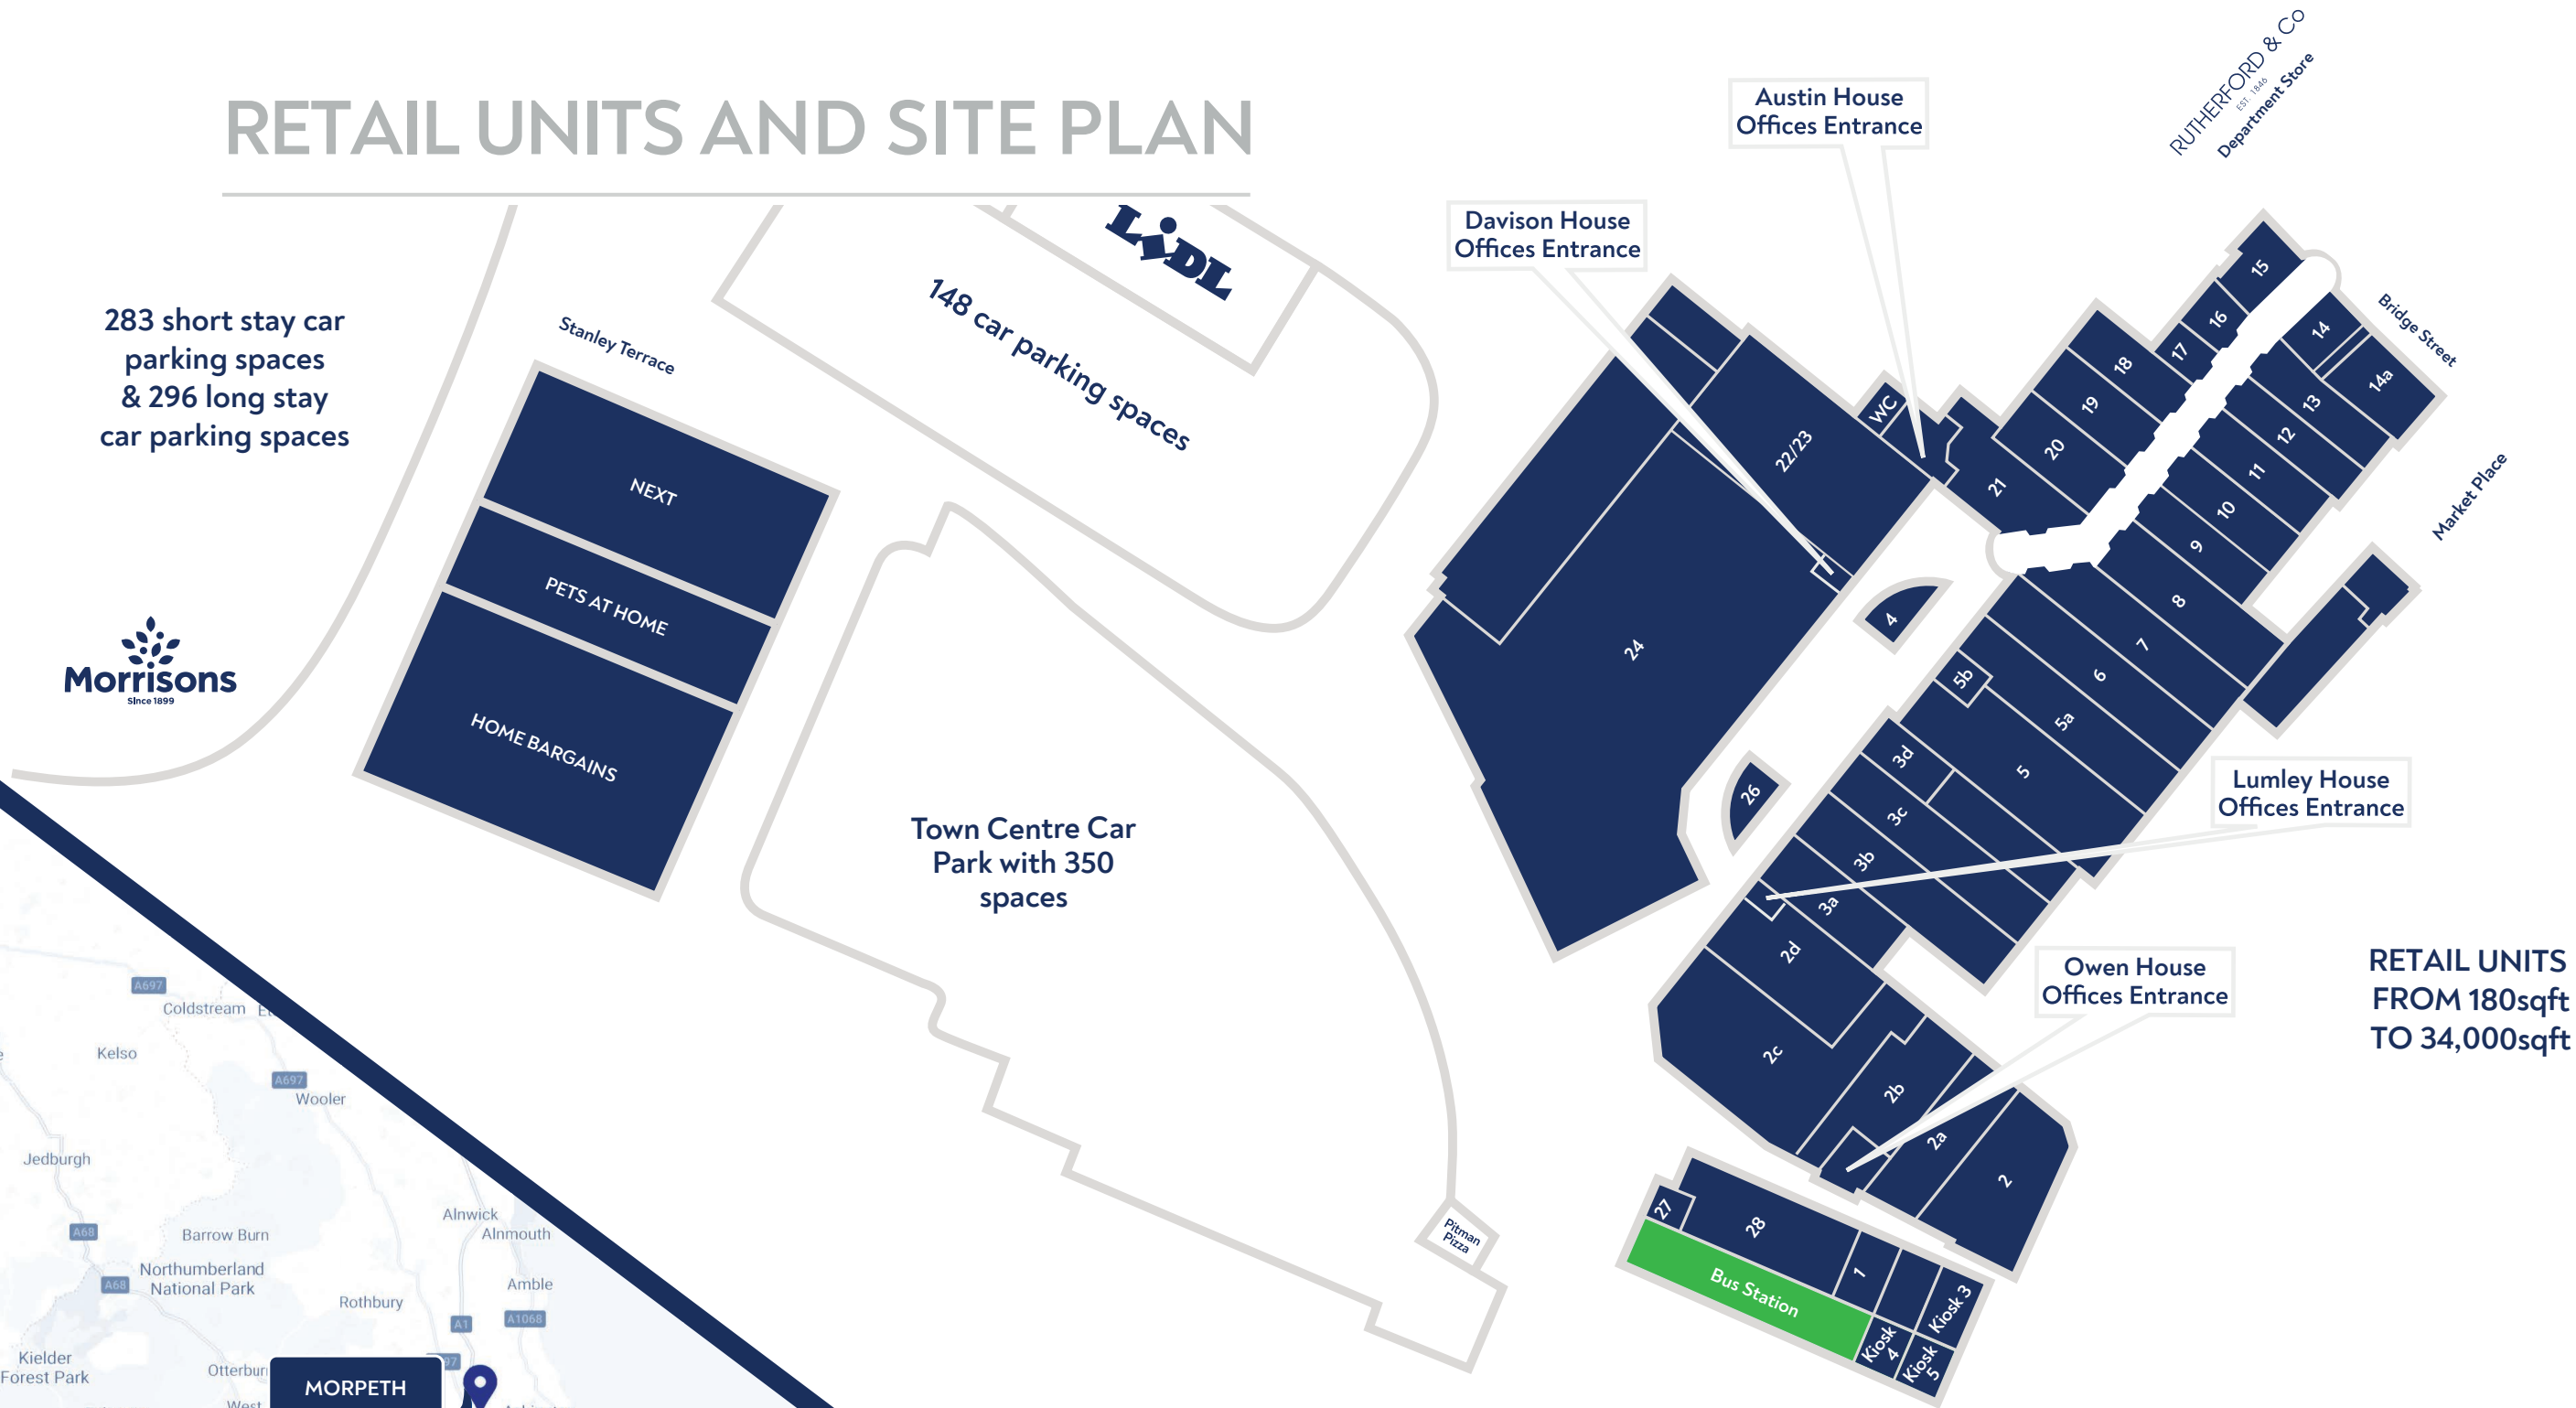 RETAIL UNITS AND SITE PLAN
RUTHERFORD & Co
EST. 1846
Department Store
Austin House
Offices Entrance
Davison House
Offices Entrance
LIDL
148 car parking spaces
283 short stay car
parking spaces
& 296 long stay
car parking spaces
Stanley Terrace
NEXT
PETS AT HOME
HOME BARGAINS
Morrisons
Since 1899
Town Centre Car
Park with 350
spaces
Bridge Street
Market Place
15
16
17
18
19
20
21
WC
22/23
24
14
14a
13
12
11
10
9
8
7
6
5a
5b
5
4
26
3d
3c
3b
3a
2d
2c
2b
2a
2
Lumley House
Offices Entrance
Owen House
Offices Entrance
RETAIL UNITS
FROM 180sqft
TO 34,000sqft
Pitman
Pizza
27
28
1
Kiosk 3
Kiosk
4
Kiosk
5
Bus Station
A697
Coldstream
Kelso
A697
Wooler
Jedburgh
Alnwick
Alnmouth
A68
Barrow Burn
Northumberland
National Park
A68
Amble
Rothbury
A1
A1068
Kielder
Forest Park
MORPETH
West